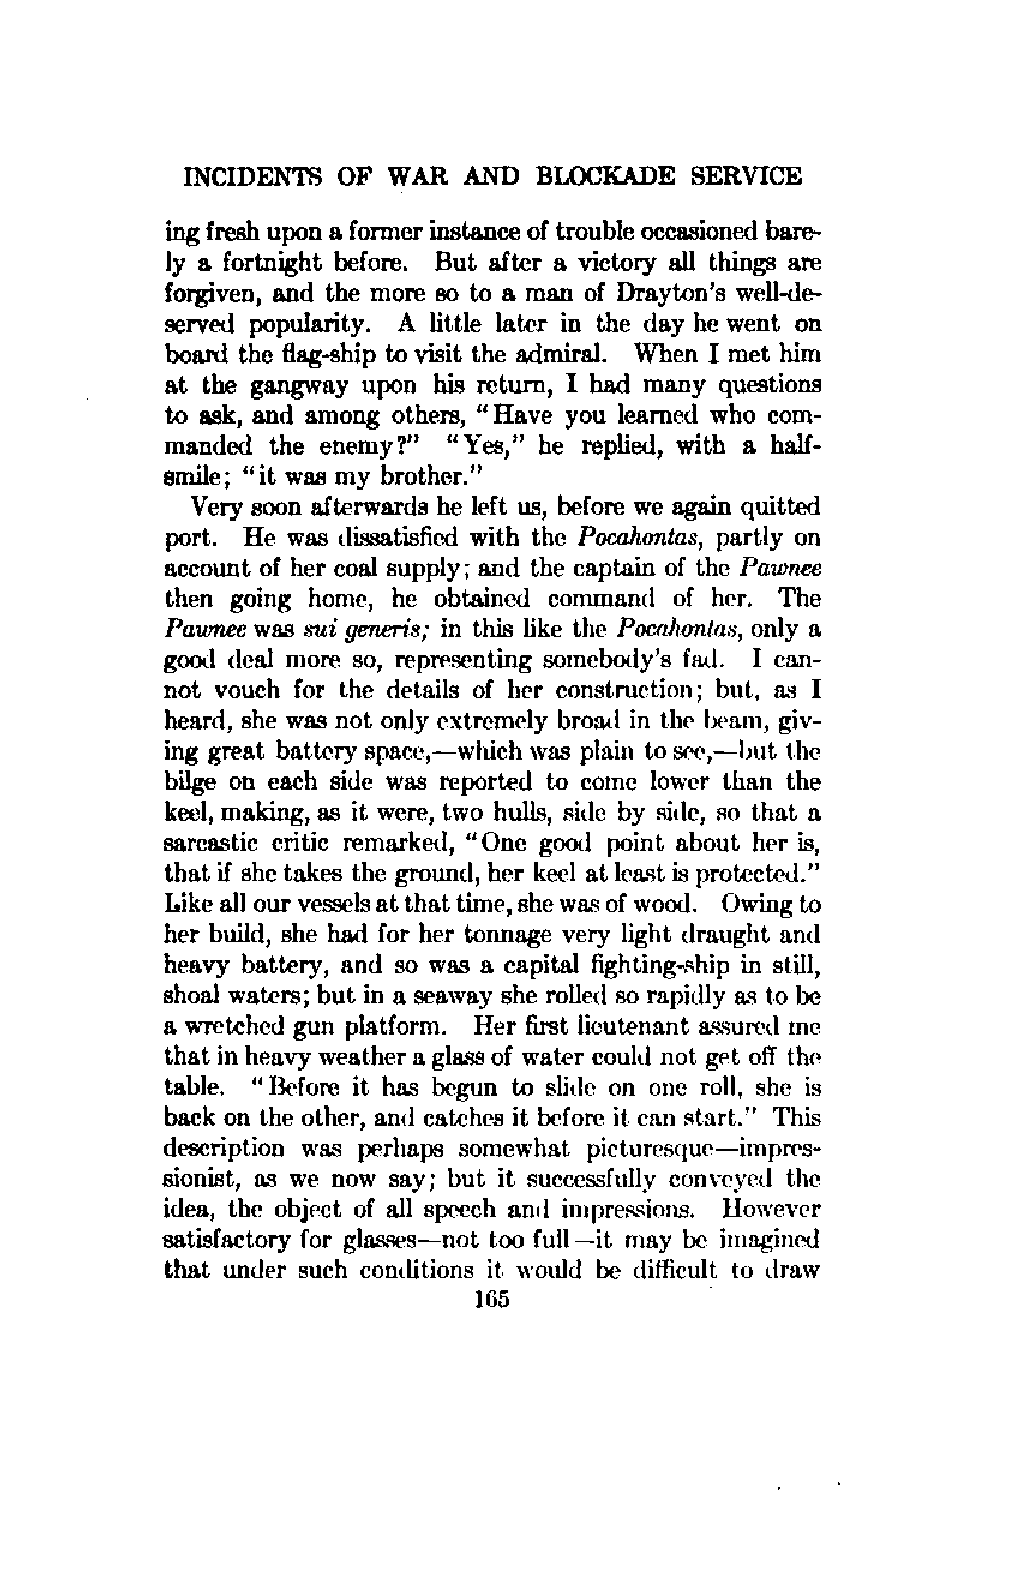 INCIDENTS OF WAR AND BLOCKADE SERVICE
ing fresh upon a former instance of trouble occasioned bare-
ly a fortnight before. But after a victory all things are
forgiven, and the more so to a man of Drayton's well-de-
served popularity. A little later in the day he went on
board the flag-ship to visit the admiral. When I met him
at the gangway upon his return, I had many questions
to ask, and among others, "Have you learned who com-
manded the enemy?" "Yes," he replied, with a half-
smile; "it was my brother."
Very soon afterwards he left us, before we again quitted
port. He was dissatisfied with the Pocahontas, partly on
account of her coal supply; and the captain of the Pawnee
then going home, he obtained command of her. The
Pawnee was sui generis; in this like the Pocahontas, only a
good deal more so, representing somebody's fad. I can-
not vouch for the details of her construction; but, as I
heard, she was not only extremely broad in the beam, giv-
ing great battery space,—which was plain to see,—but the
bilge on each side was reported to come lower than the
keel, making, as it were, two hulls, side by side, so that a
sarcastic critic remarked, "One good point about her is,
that if she takes the ground, her keel at least is protected."
Like all our vessels at that time, she was of wood. Owing to
her build, she had for her tonnage very light draught and
heavy battery, and so was a capital fighting-ship in still,
shoal waters; but in a seaway she rolled so rapidly as to be
a wretched gun platform. Her first lieutenant assured me
that in heavy weather a glass of water could not get off the
table. "Before it has begun to slide on one roll, she is
back on the other, and catches it before it can start." This
description was perhaps somewhat picturesque—impres-
sionist, as we now say; but it successfully conveyed the
idea, the object of all speech and impressions. However
satisfactory for glasses—not too full—it may be imagined
that under such conditions it would be difficult to draw
165